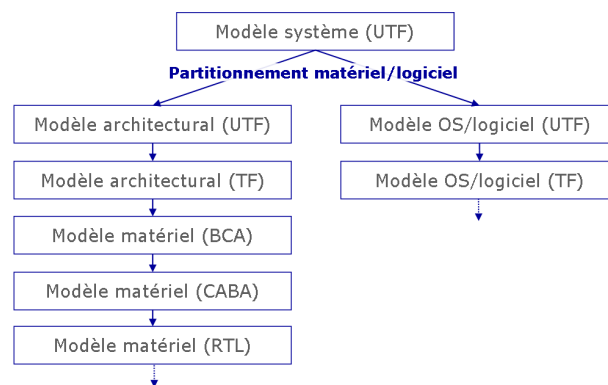 Modèle système (UTF)
Partitionnement matériel/logiciel
Modèle architectural (UTF)
Modèle OS/logiciel (UTF)
Modèle architectural (TF)
Modèle OS/logiciel (TF)
Modèle matériel (BCA)
Modèle matériel (CABA)
Modèle matériel (RTL)